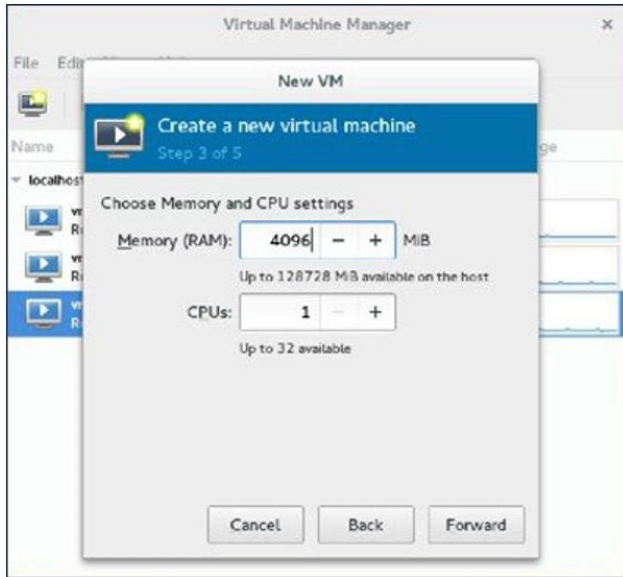 Virtual Machine Manager
File Edit
New VM
Create a new virtual machine
Step 3 of 5
Name
localhost
Choose Memory and CPU settings
Memory (RAM): 4096 − + MiB
Up to 128728 MiB available on the host
CPUs: 1 − +
Up to 32 available
Cancel Back Forward